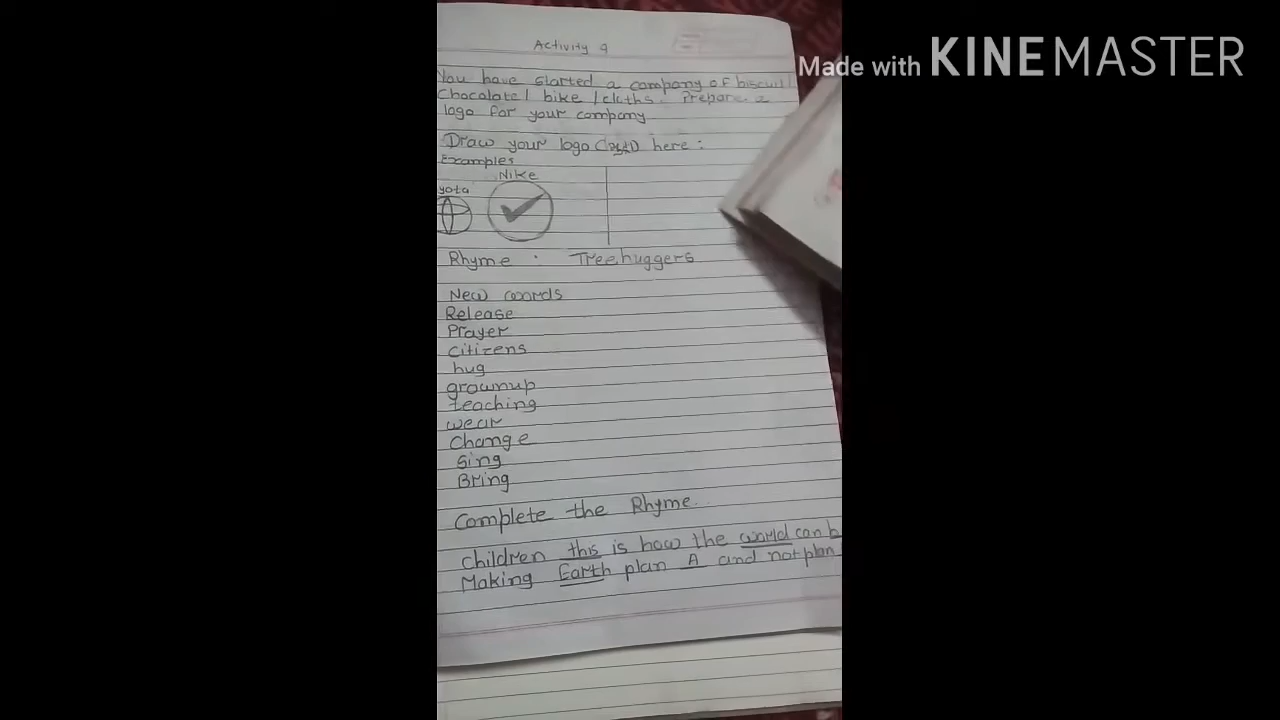 Made with KINEMASTER
Activity 9
You have started a company of biscuit/
Chocolate/ bike / cloths. Prepare a
logo for your company
Draw your logo ( ) here :
Examples
Nike
yota
Rhyme : Treehuggers
New words
Release
Prayer
citizens
hug
grownup
teaching
wear
Change
Sing
Bring
Complete the Rhyme.
Children this is how the world can b
Making Earth plan A and not plan